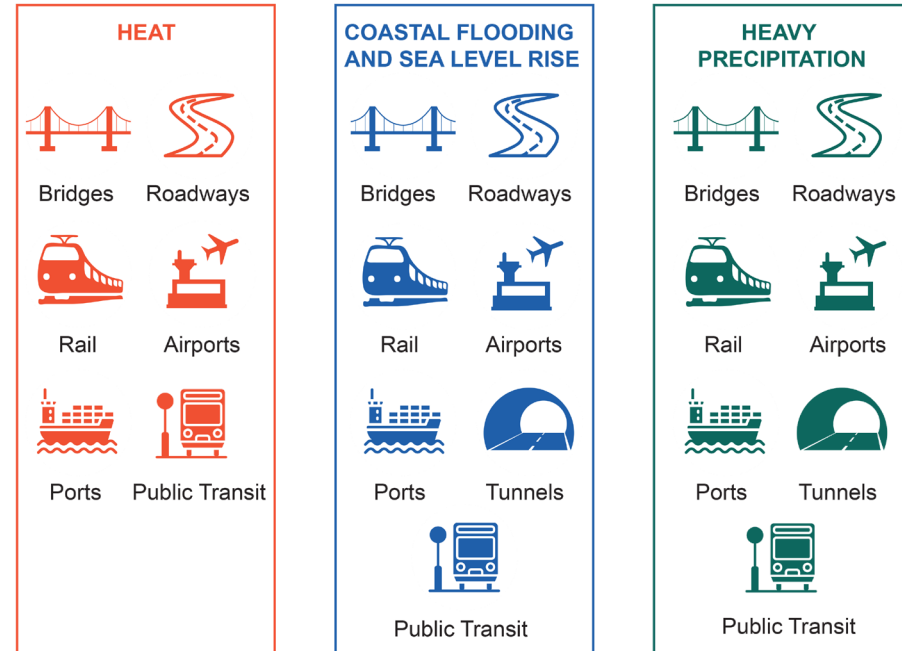 HEAT
Bridges
Roadways
Rail
Airports
Ports
Public Transit
COASTAL FLOODING
AND SEA LEVEL RISE
Bridges
Roadways
Rail
Airports
Ports
Tunnels
Public Transit
HEAVY
PRECIPITATION
Bridges
Roadways
Rail
Airports
Ports
Tunnels
Public Transit